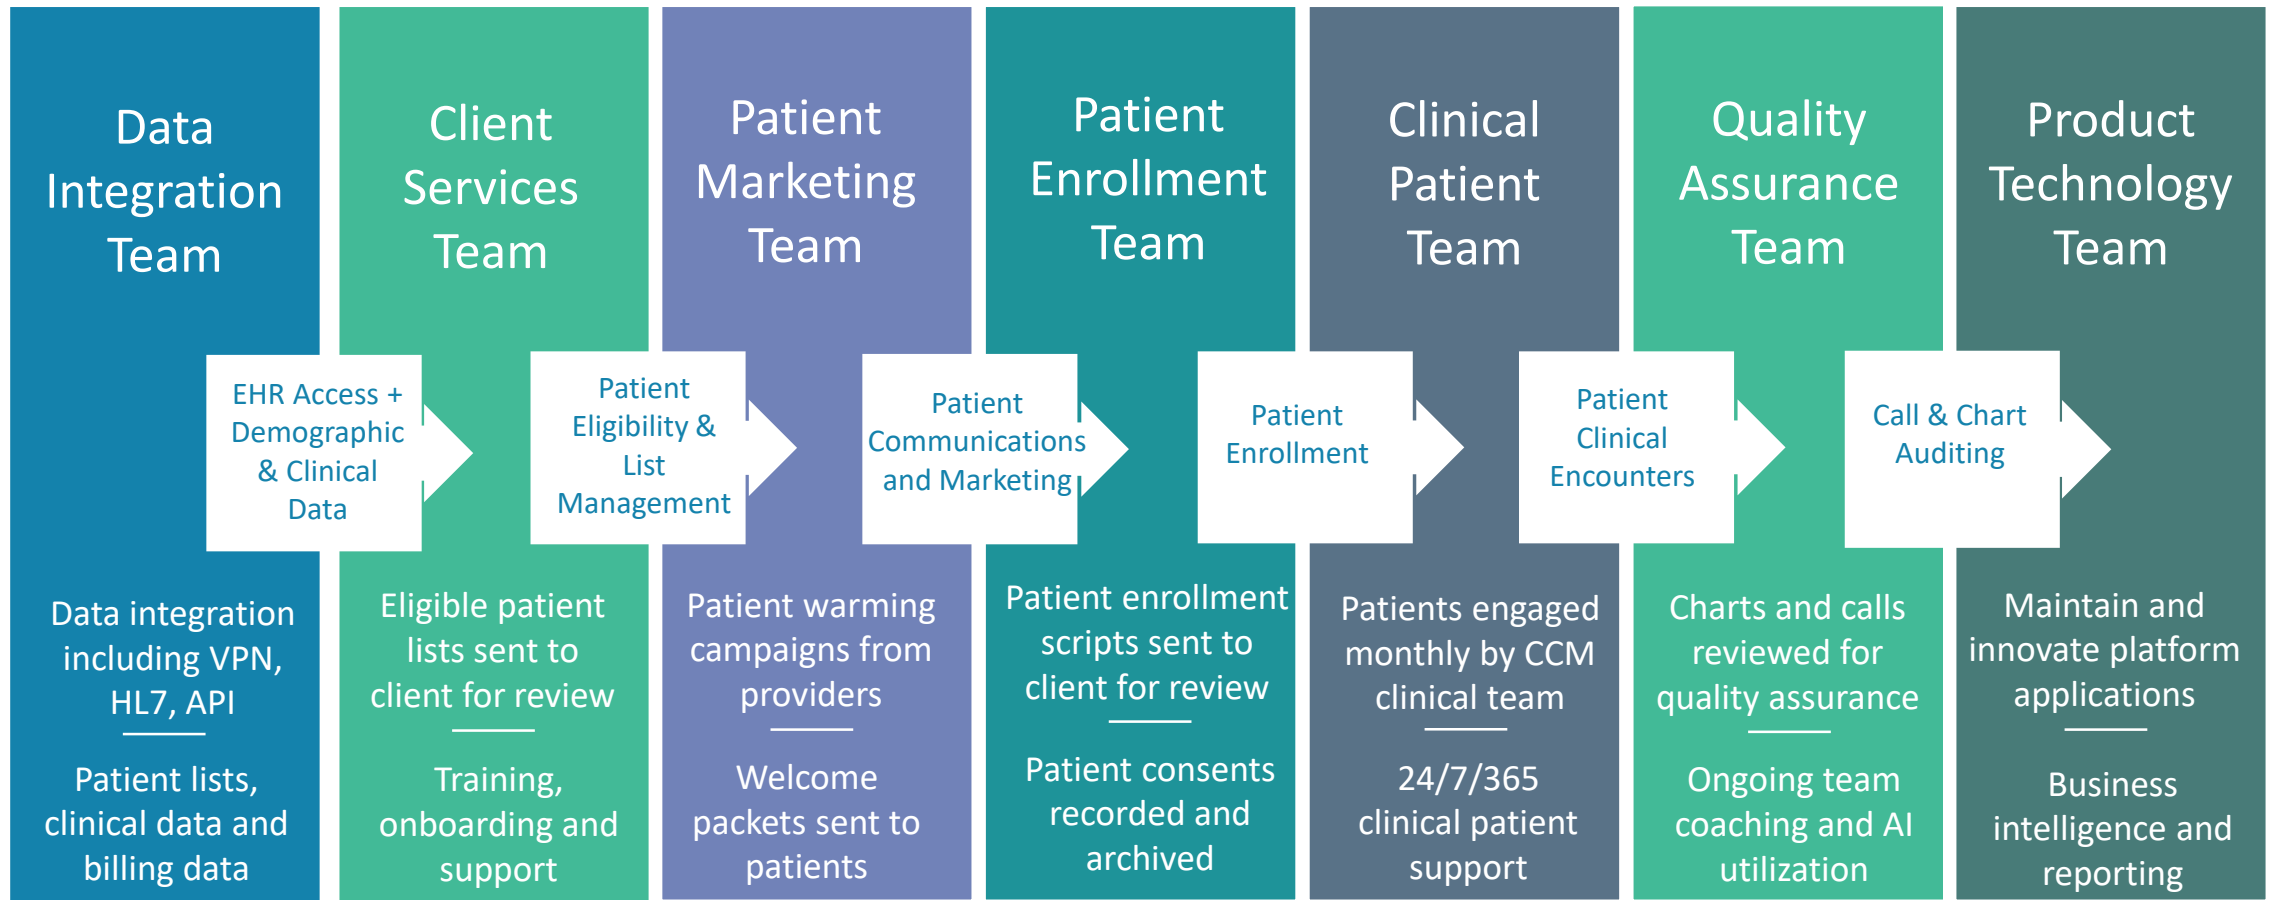 Data
Integration
Team
EHR Access +
Demographic
& Clinical
Data
Data integration
including VPN,
HL7, API
Patient lists,
clinical data and
billing data
Client
Services
Team
Patient
Eligibility &
List
Management
Eligible patient
lists sent to
client for review
Training,
onboarding and
support
Patient
Marketing
Team
Patient
Communications
and Marketing
Patient warming
campaigns from
providers
Welcome
packets sent to
patients
Patient
Enrollment
Team
Patient
Enrollment
Patient enrollment
scripts sent to
client for review
Patient consents
recorded and
archived
Clinical
Patient
Team
Patient
Clinical
Encounters
Patients engaged
monthly by CCM
clinical team
24/7/365
clinical patient
support
Quality
Assurance
Team
Call & Chart
Auditing
Charts and calls
reviewed for
quality assurance
Ongoing team
coaching and AI
utilization
Product
Technology
Team
Maintain and
innovate platform
applications
Business
intelligence and
reporting